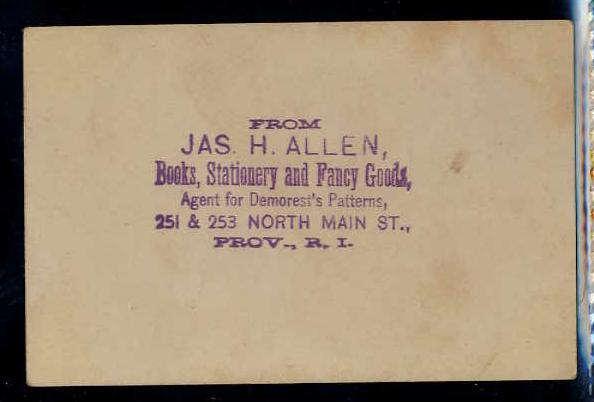 FROM
JAS. H. ALLEN,
Books, Stationery and Fancy Goods,
Agent for Demorest's Patterns,
251 & 253 NORTH MAIN ST.,
PROV., R. I.